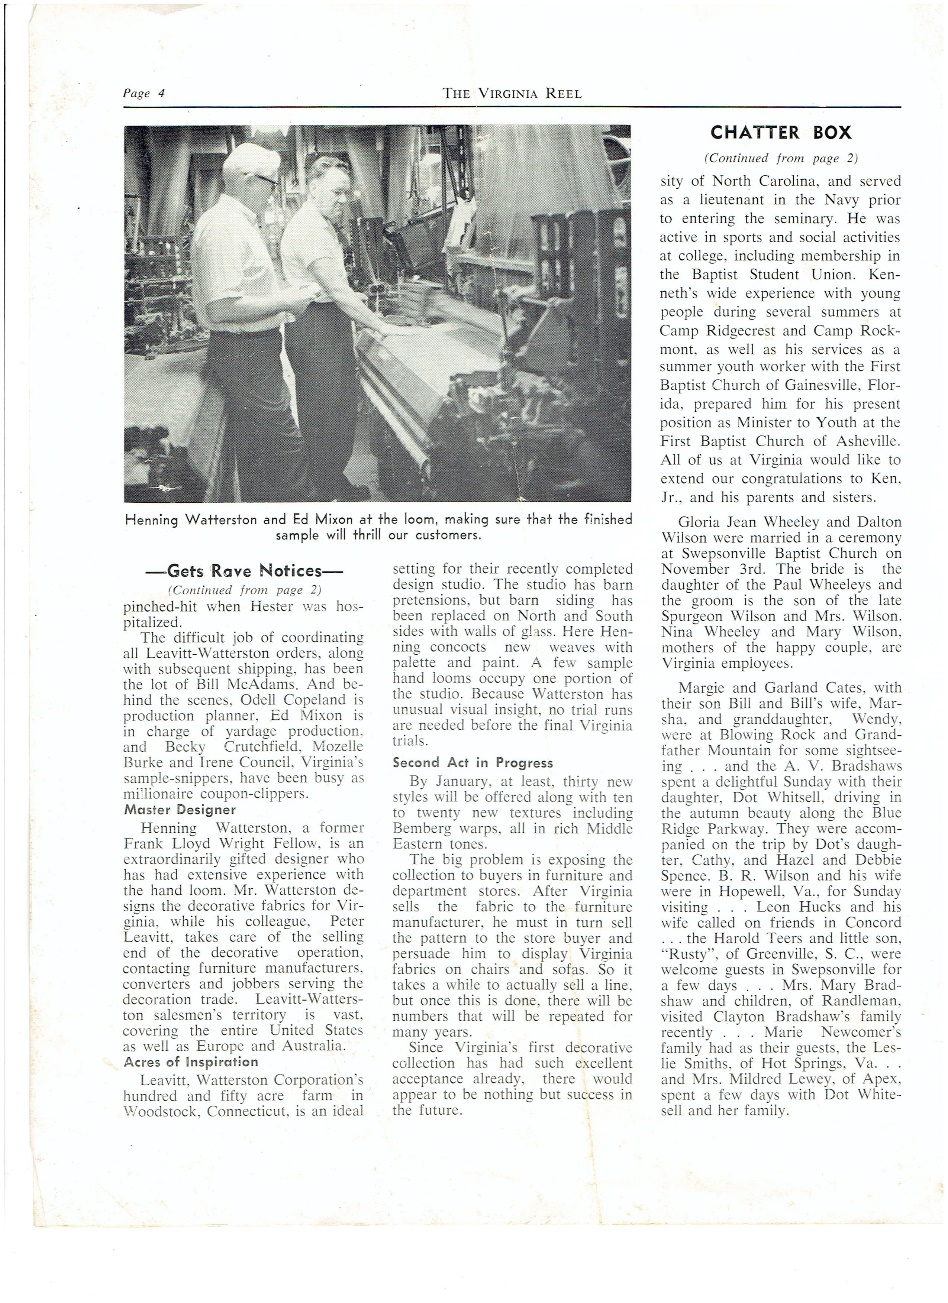 Page 4
THE VIRGINIA REEL
Henning Watterston and Ed Mixon at the loom, making sure that the finished
sample will thrill our customers.
—Gets Rave Notices—
(Continued from page 2)
pinched-hit when Hester was hos-
pitalized.
The difficult job of coordinating
all Leavitt-Watterston orders, along
with subsequent shipping, has been
the lot of Bill McAdams. And be-
hind the scenes, Odell Copeland is
production planner, Ed Mixon is
in charge of yardage production,
and Becky Crutchfield, Mozelle
Burke and Irene Council, Virginia's
sample-snippers, have been busy as
millionaire coupon-clippers.
Master Designer
Henning Watterston, a former
Frank Lloyd Wright Fellow, is an
extraordinarily gifted designer who
has had extensive experience with
the hand loom. Mr. Watterston de-
signs the decorative fabrics for Vir-
ginia, while his colleague, Peter
Leavitt, takes care of the selling
end of the decorative operation,
contacting furniture manufacturers,
converters and jobbers serving the
decoration trade. Leavitt-Watters-
ton salesmen's territory is vast,
covering the entire United States
as well as Europe and Australia.
Acres of Inspiration
Leavitt, Watterston Corporation's
hundred and fifty acre farm in
Woodstock, Connecticut, is an ideal
setting for their recently completed
design studio. The studio has barn
pretensions, but barn siding has
been replaced on North and South
sides with walls of glass. Here Hen-
ning concocts new weaves with
palette and paint. A few sample
hand looms occupy one portion of
the studio. Because Watterston has
unusual visual insight, no trial runs
are needed before the final Virginia
trials.
Second Act in Progress
By January, at least, thirty new
styles will be offered along with ten
to twenty new textures including
Bemberg warps, all in rich Middle
Eastern tones.
The big problem is exposing the
collection to buyers in furniture and
department stores. After Virginia
sells the fabric to the furniture
manufacturer, he must in turn sell
the pattern to the store buyer and
persuade him to display Virginia
fabrics on chairs and sofas. So it
takes a while to actually sell a line,
but once this is done, there will be
numbers that will be repeated for
many years.
Since Virginia's first decorative
collection has had such excellent
acceptance already, there would
appear to be nothing but success in
the future.
CHATTER BOX
(Continued from page 2)
sity of North Carolina, and served
as a lieutenant in the Navy prior
to entering the seminary. He was
active in sports and social activities
at college, including membership in
the Baptist Student Union. Ken-
neth's wide experience with young
people during several summers at
Camp Ridgecrest and Camp Rock-
mont, as well as his services as a
summer youth worker with the First
Baptist Church of Gainesville, Flor-
ida, prepared him for his present
position as Minister to Youth at the
First Baptist Church of Asheville.
All of us at Virginia would like to
extend our congratulations to Ken,
Jr., and his parents and sisters.
Gloria Jean Wheeley and Dalton
Wilson were married in a ceremony
at Swepsonville Baptist Church on
November 3rd. The bride is the
daughter of the Paul Wheeleys and
the groom is the son of the late
Spurgeon Wilson and Mrs. Wilson.
Nina Wheeley and Mary Wilson,
mothers of the happy couple, are
Virginia employees.
Margie and Garland Cates, with
their son Bill and Bill's wife, Mar-
sha, and granddaughter, Wendy,
were at Blowing Rock and Grand-
father Mountain for some sightsee-
ing . . . and the A. V. Bradshaws
spent a delightful Sunday with their
daughter, Dot Whitsell, driving in
the autumn beauty along the Blue
Ridge Parkway. They were accom-
panied on the trip by Dot's daugh-
ter, Cathy, and Hazel and Debbie
Spence. B. R. Wilson and his wife
were in Hopewell, Va., for Sunday
visiting . . . Leon Hucks and his
wife called on friends in Concord
. . . the Harold Teers and little son,
"Rusty", of Greenville, S. C., were
welcome guests in Swepsonville for
a few days . . . Mrs. Mary Brad-
shaw and children, of Randleman,
visited Clayton Bradshaw's family
recently . . . Marie Newcomer's
family had as their guests, the Les-
lie Smiths, of Hot Springs, Va. . .
and Mrs. Mildred Lewey, of Apex,
spent a few days with Dot White-
sell and her family.